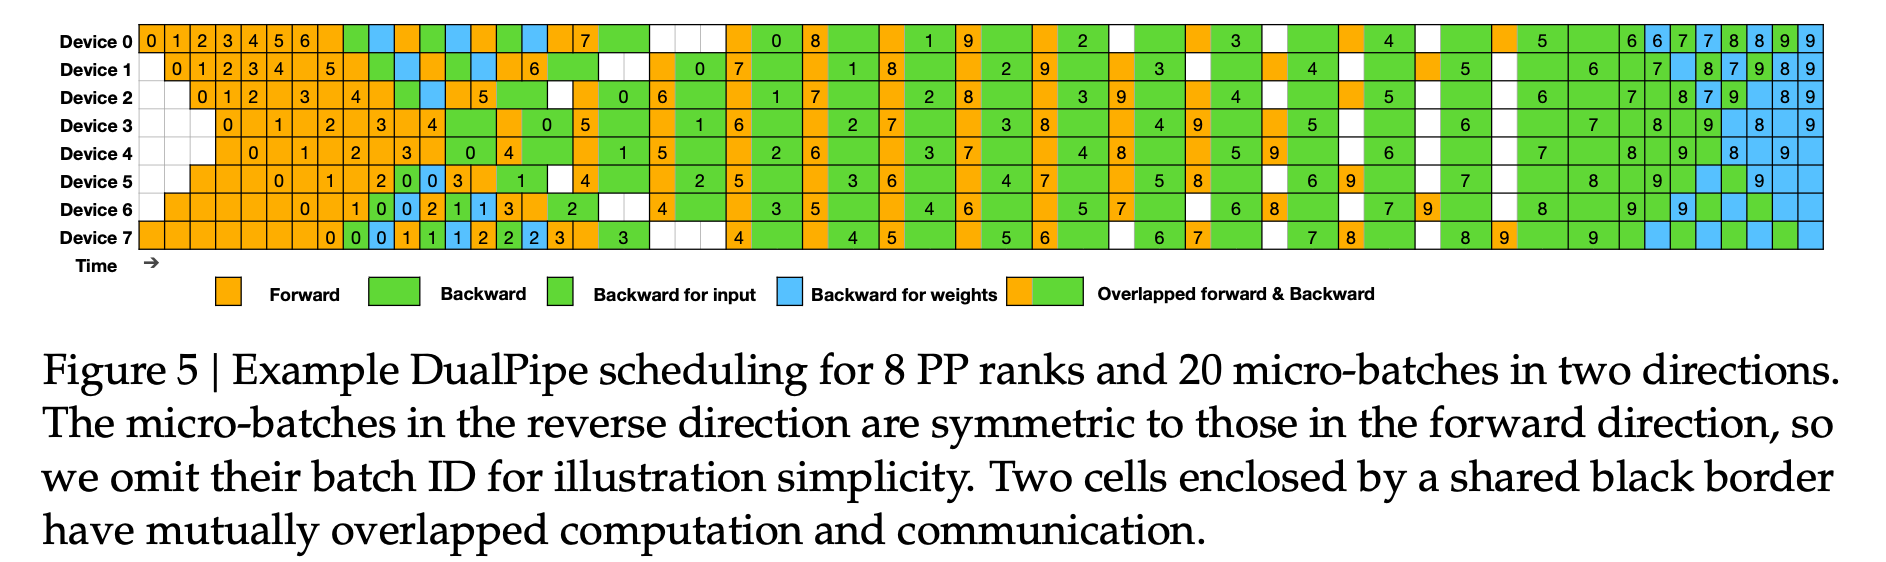 Device 0 0 1 2 3 4 5 6 7 0 8 1 9 2 3 4 5 6 6 7 7 8 8 9 9
Device 1 0 1 2 3 4 5 6 0 7 1 8 2 9 3 4 5 6 7 8 7 9 8 9
Device 2 0 1 2 3 4 5 0 6 1 7 2 8 3 9 4 5 6 7 8 7 9 8 9
Device 3 0 1 2 3 4 0 5 1 6 2 7 3 8 4 9 5 6 7 8 9 8 9
Device 4 0 1 2 3 0 4 1 5 2 6 3 7 4 8 5 9 6 7 8 9 8 9
Device 5 0 1 2 0 0 3 1 4 2 5 3 6 4 7 5 8 6 9 7 8 9 9
Device 6 0 1 0 0 2 1 1 3 2 4 3 5 4 6 5 7 6 8 7 9 8 9 9
Device 7 0 0 0 1 1 1 2 2 2 3 3 4 4 5 5 6 6 7 7 8 8 9 9
Time →
Forward Backward Backward for input Backward for weights Overlapped forward & Backward
Figure 5 | Example DualPipe scheduling for 8 PP ranks and 20 micro-batches in two directions.
The micro-batches in the reverse direction are symmetric to those in the forward direction, so
we omit their batch ID for illustration simplicity. Two cells enclosed by a shared black border
have mutually overlapped computation and communication.